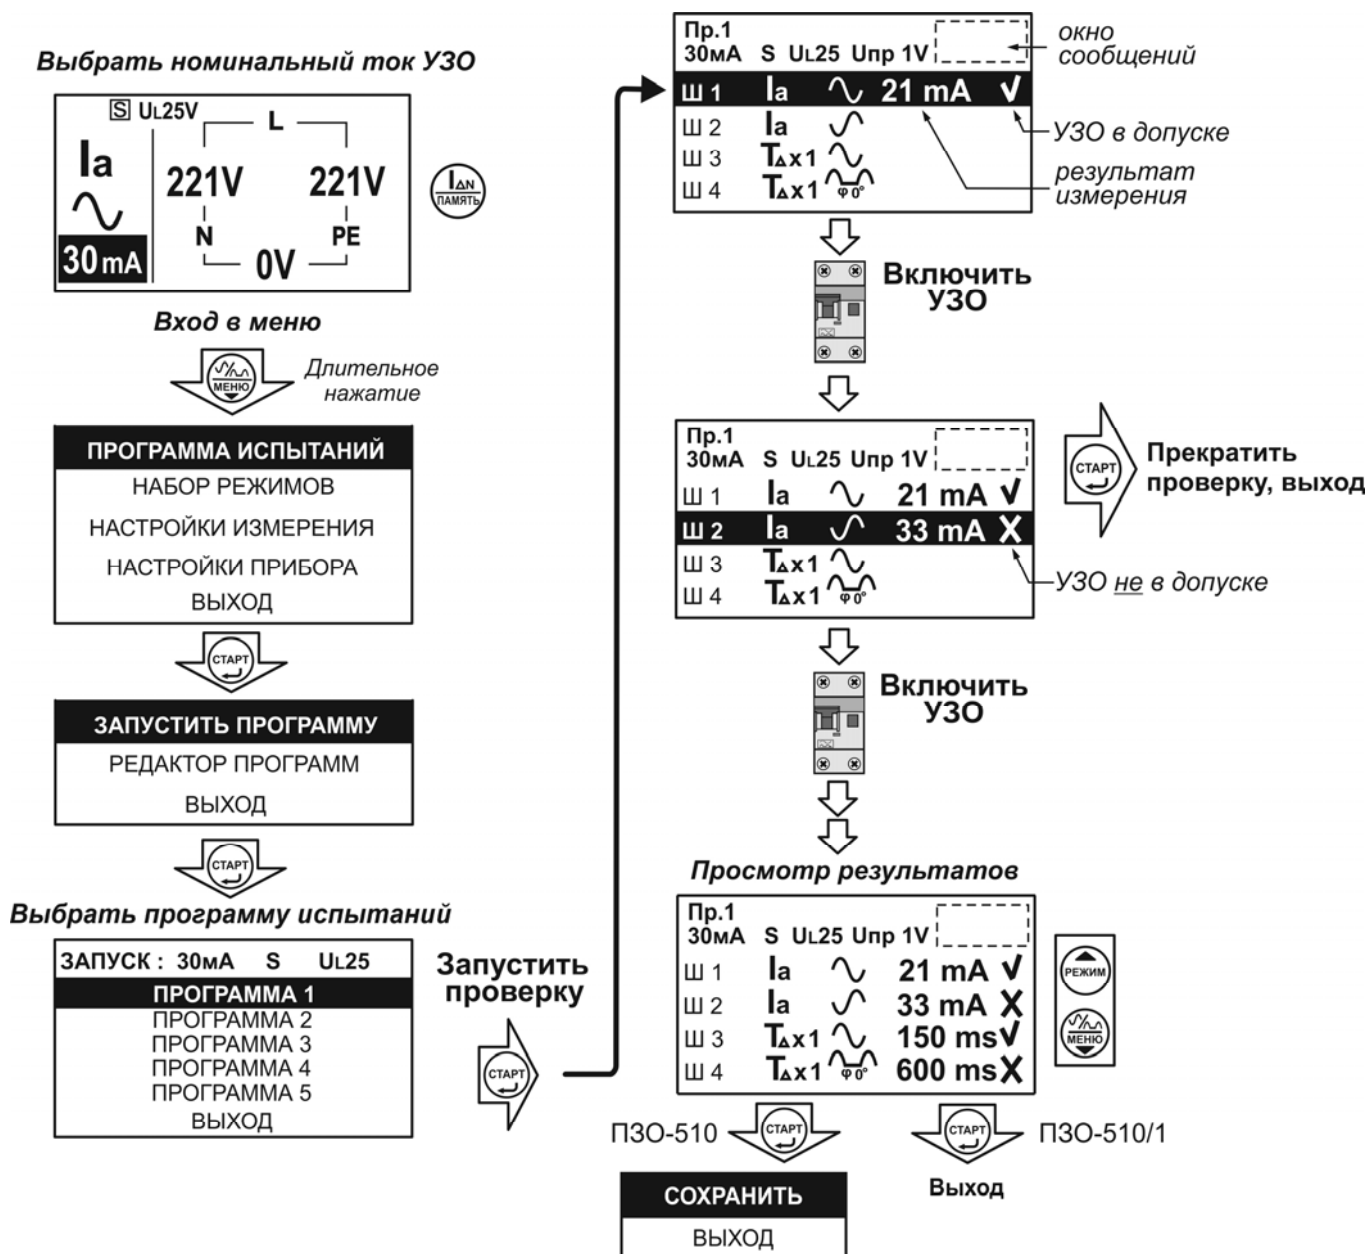 Выбрать номинальный ток УЗО
S UL25V
Ia
L
221V 221V
N PE
30 mA
0V
IΔN
ПАМЯТЬ
Вход в меню
МЕНЮ
Длительное
нажатие
ПРОГРАММА ИСПЫТАНИЙ
НАБОР РЕЖИМОВ
НАСТРОЙКИ ИЗМЕРЕНИЯ
НАСТРОЙКИ ПРИБОРА
ВЫХОД
СТАРТ
ЗАПУСТИТЬ ПРОГРАММУ
РЕДАКТОР ПРОГРАММ
ВЫХОД
СТАРТ
Выбрать программу испытаний
ЗАПУСК : 30мА S UL25
ПРОГРАММА 1
ПРОГРАММА 2
ПРОГРАММА 3
ПРОГРАММА 4
ПРОГРАММА 5
ВЫХОД
Запустить
проверку
СТАРТ
Пр.1
30мА S UL25 Uпр 1V
окно
сообщений
Ш 1 Ia 21 mA ✓
Ш 2 Ia
Ш 3 TΔx1
Ш 4 TΔx1 φ0°
УЗО в допуске
результат
измерения
Включить
УЗО
Пр.1
30мА S UL25 Uпр 1V
Ш 1 Ia 21 mA ✓
Ш 2 Ia 33 mA X
Ш 3 TΔx1
Ш 4 TΔx1 φ0°
СТАРТ
Прекратить
проверку, выход
УЗО не в допуске
Включить
УЗО
Просмотр результатов
Пр.1
30мА S UL25 Uпр 1V
Ш 1 Ia 21 mA ✓
Ш 2 Ia 33 mA X
Ш 3 TΔx1 150 ms ✓
Ш 4 TΔx1 φ0° 600 ms X
РЕЖИМ
МЕНЮ
ПЗО-510 СТАРТ
СТАРТ ПЗО-510/1
СОХРАНИТЬ
ВЫХОД
Выход